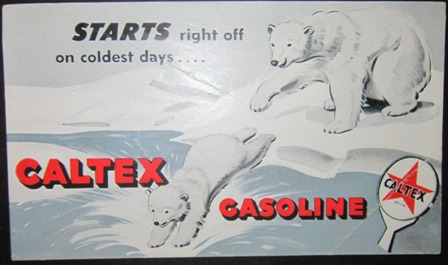 STARTS right off
on coldest days....
CALTEX
GASOLINE
CALTEX